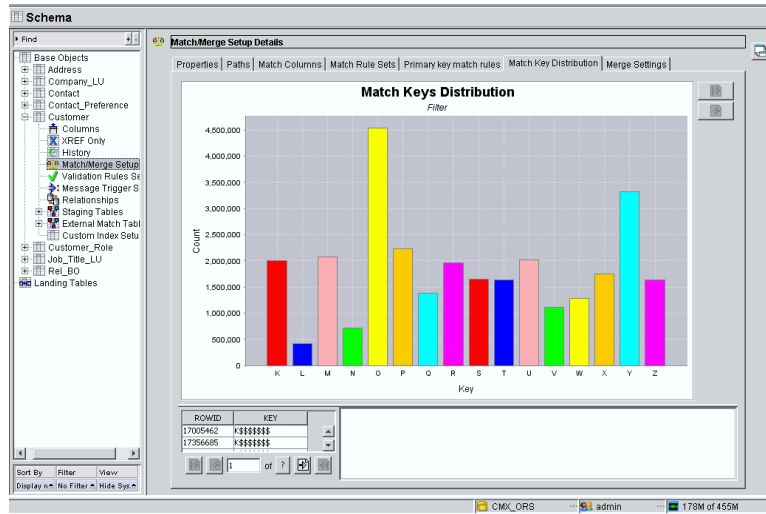 Schema
Find
+ -
Base Objects
Address
Company_LU
Contact
Contact_Preference
Customer
Columns
XREF Only
History
Match/Merge Setup
Validation Rules Se
Message Trigger S
Relationships
Staging Tables
External Match Tabl
Custom Index Setu
Customer_Role
Job_Title_LU
Rel_BO
Landing Tables
Sort By Filter View
Display n No Filter Hide Sys.
Match/Merge Setup Details
Properties Paths Match Columns Match Rule Sets Primary key match rules Match Key Distribution Merge Settings
Match Keys Distribution
Filter
4,500,000
4,000,000
3,500,000
3,000,000
2,500,000
2,000,000
1,500,000
1,000,000
500,000
0
Count
K L M N O P Q R S T U V W X Y Z
Key
ROWID KEY
17005462 K$$$$$$$
17356685 K$$$$$$$
1 of ?
CMX_ORS ... admin ... 178M of 455M